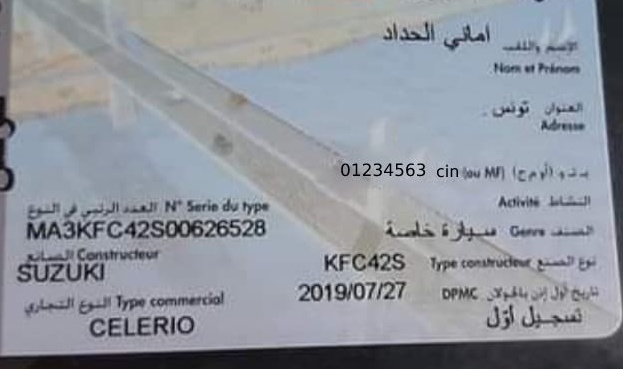 اماني الحداد الإسم واللقب
Nom et Prénom
العنوان تونس .
Adresse
01234563 cin (ou MF) (أو م ج) ب ت و
Activité النشاط
العدد الرتبي في النوع N° Serie du type
MA3KFC42S00626528
الصنف Genre سيارة خاصة
الصانع Constructeur
SUZUKI
KFC42S Type constructeur نوع الصنع
النوع التجاري Type commercial
CELERIO
2019/07/27 DPMC تاريخ أول إذن بالجولان
تسجيل أوّل